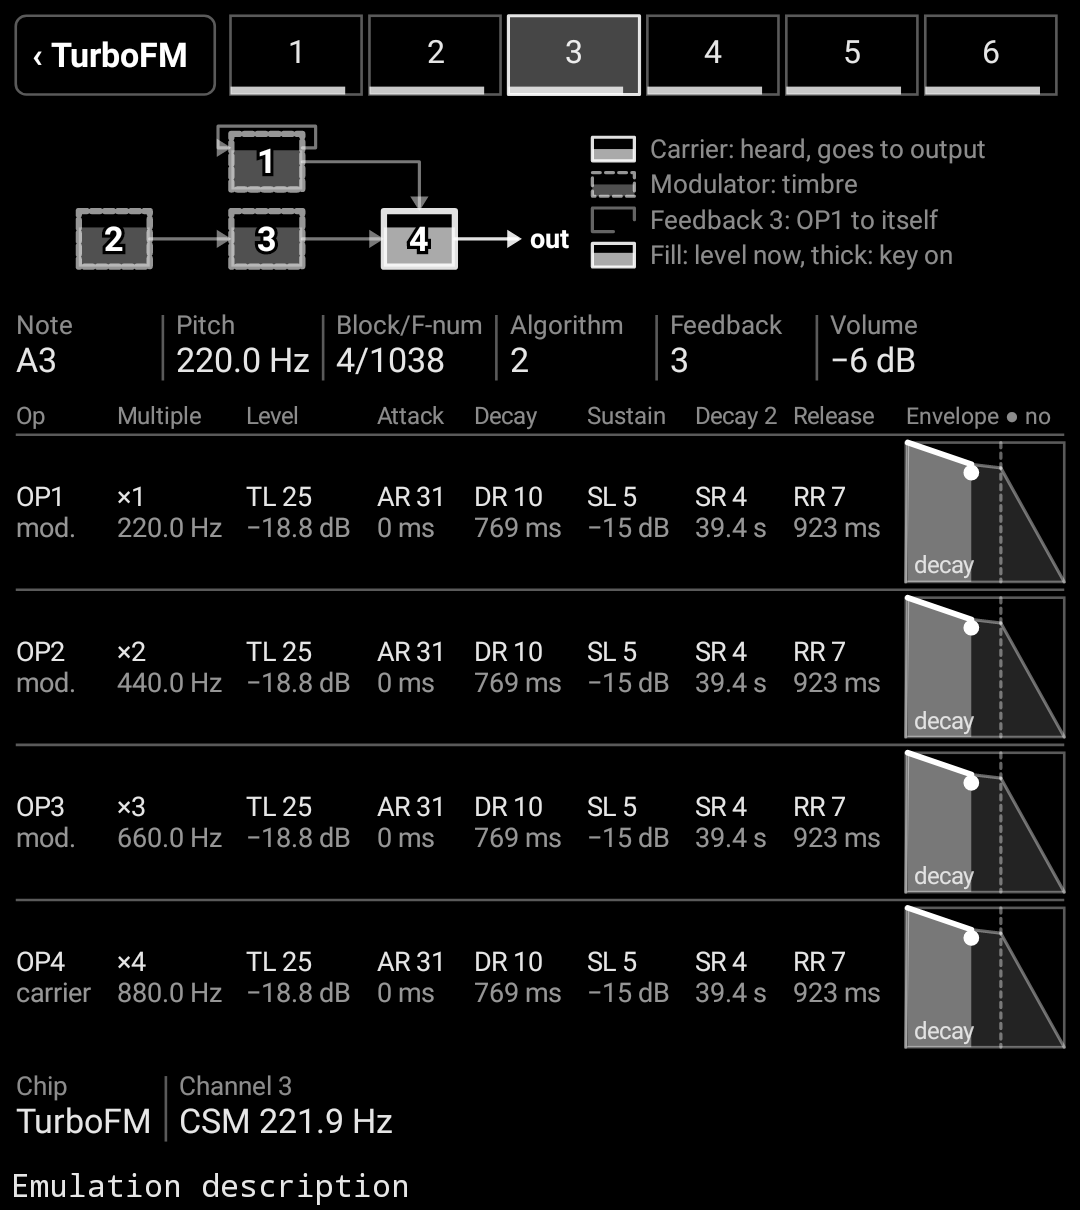 ‹ TurboFM 1 2 3 4 5 6
1
2 3 4 out
Carrier: heard, goes to output
Modulator: timbre
Feedback 3: OP1 to itself
Fill: level now, thick: key on
Note Pitch Block/F-num Algorithm Feedback Volume
A3 220.0 Hz 4/1038 2 3 −6 dB
Op Multiple Level Attack Decay Sustain Decay 2 Release Envelope ● no
OP1 ×1 TL 25 AR 31 DR 10 SL 5 SR 4 RR 7
mod. 220.0 Hz −18.8 dB 0 ms 769 ms −15 dB 39.4 s 923 ms
decay
OP2 ×2 TL 25 AR 31 DR 10 SL 5 SR 4 RR 7
mod. 440.0 Hz −18.8 dB 0 ms 769 ms −15 dB 39.4 s 923 ms
decay
OP3 ×3 TL 25 AR 31 DR 10 SL 5 SR 4 RR 7
mod. 660.0 Hz −18.8 dB 0 ms 769 ms −15 dB 39.4 s 923 ms
decay
OP4 ×4 TL 25 AR 31 DR 10 SL 5 SR 4 RR 7
carrier 880.0 Hz −18.8 dB 0 ms 769 ms −15 dB 39.4 s 923 ms
decay
Chip Channel 3
TurboFM CSM 221.9 Hz
Emulation description